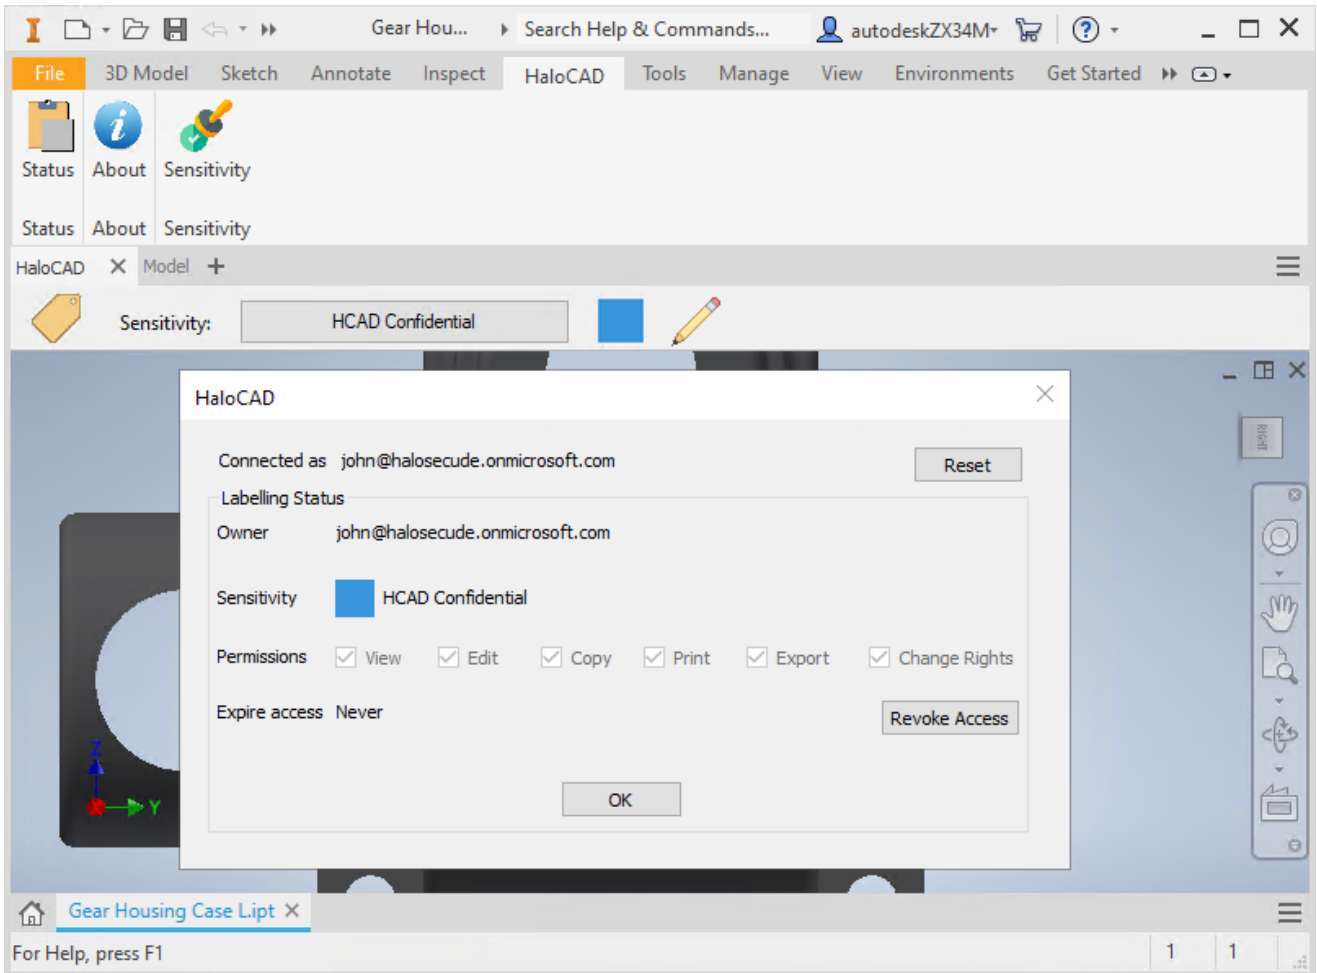 Gear Hou... Search Help & Commands... autodeskZX34M
File 3D Model Sketch Annotate Inspect HaloCAD Tools Manage View Environments Get Started
Status About Sensitivity
Status About Sensitivity
HaloCAD Model
Sensitivity: HCAD Confidential
HaloCAD
RIGHT
Connected as john@halosecude.onmicrosoft.com Reset
Labelling Status
Owner john@halosecude.onmicrosoft.com
Sensitivity HCAD Confidential
Permissions View Edit Copy Print Export Change Rights
Expire access Never Revoke Access
Z
Y
OK
Gear Housing Case L.ipt
For Help, press F1 1 1